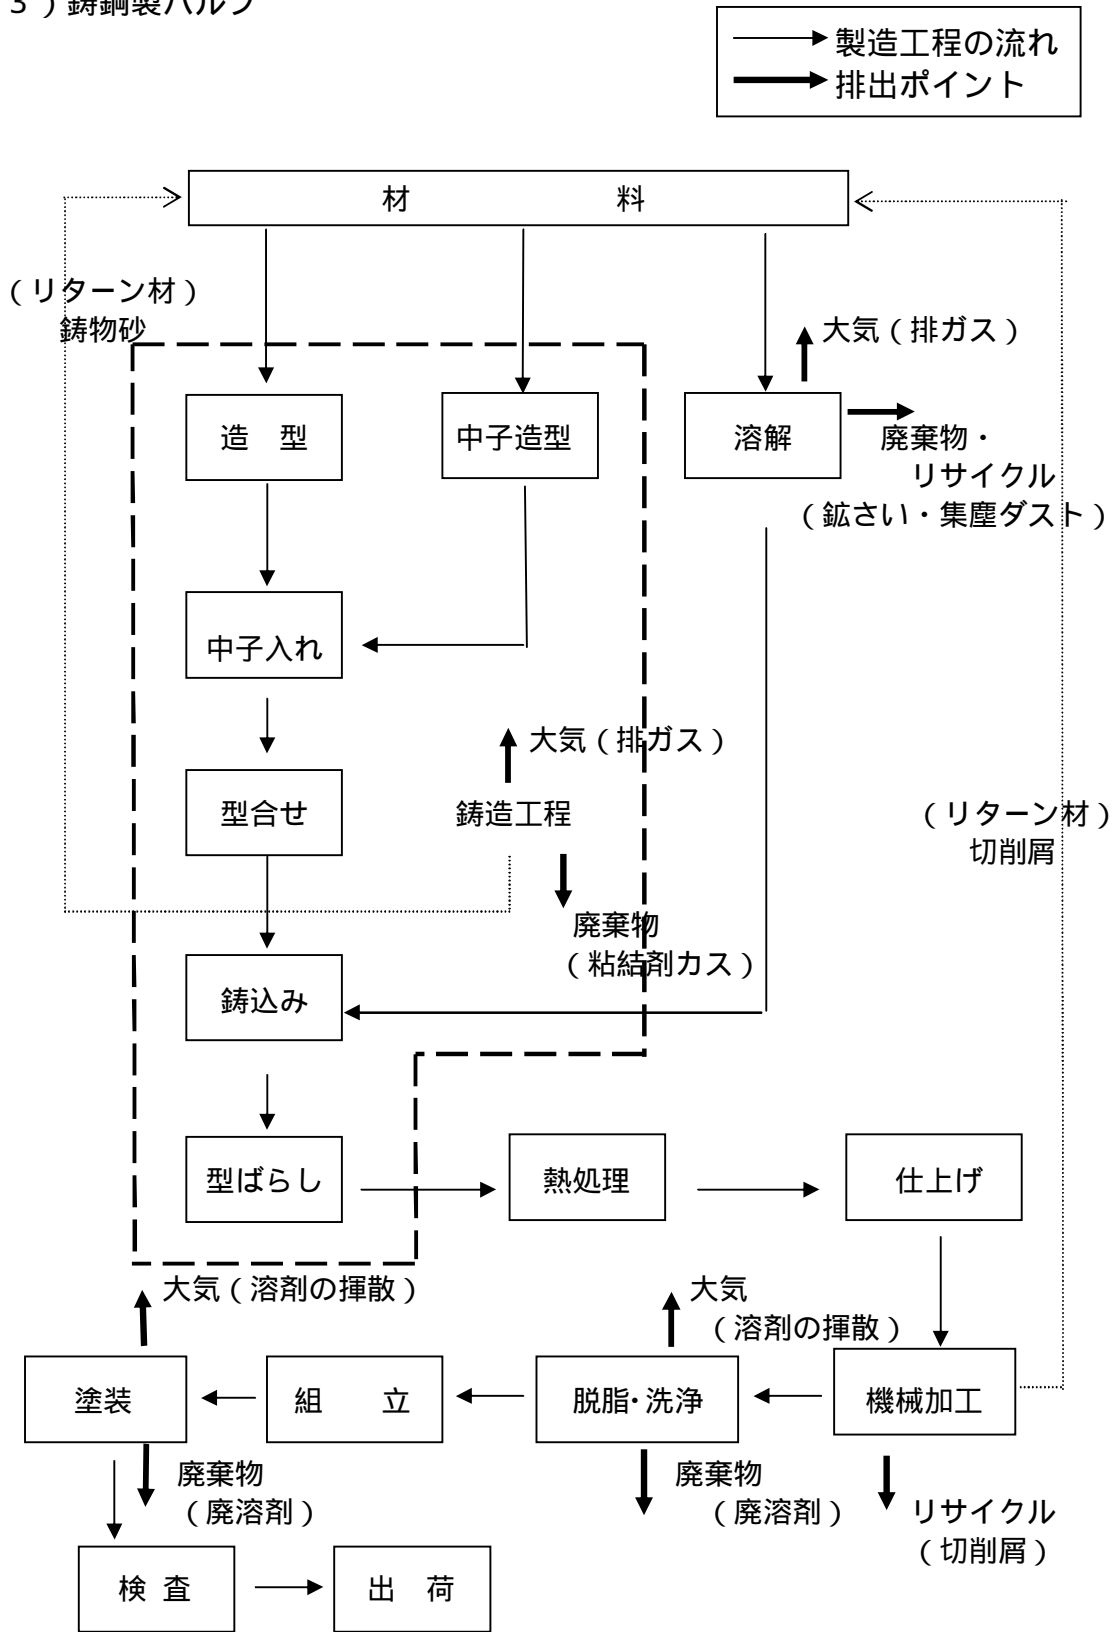 ３）鋳鋼製バルブ
製造工程の流れ
排出ポイント
材　　料
（リターン材）
鋳物砂
大気（排ガス）
造　型
中子造型
溶解
廃棄物・
リサイクル
（鉱さい・集塵ダスト）
中子入れ
大気（排ガス）
型合せ
鋳造工程
（リターン材）
切削屑
廃棄物
（粘結剤カス）
鋳込み
型ばらし
熱処理
仕上げ
大気（溶剤の揮散）
大気
（溶剤の揮散）
塗装
組　立
脱脂・洗浄
機械加工
廃棄物
（廃溶剤）
廃棄物
（廃溶剤）
リサイクル
（切削屑）
検 査
出　荷